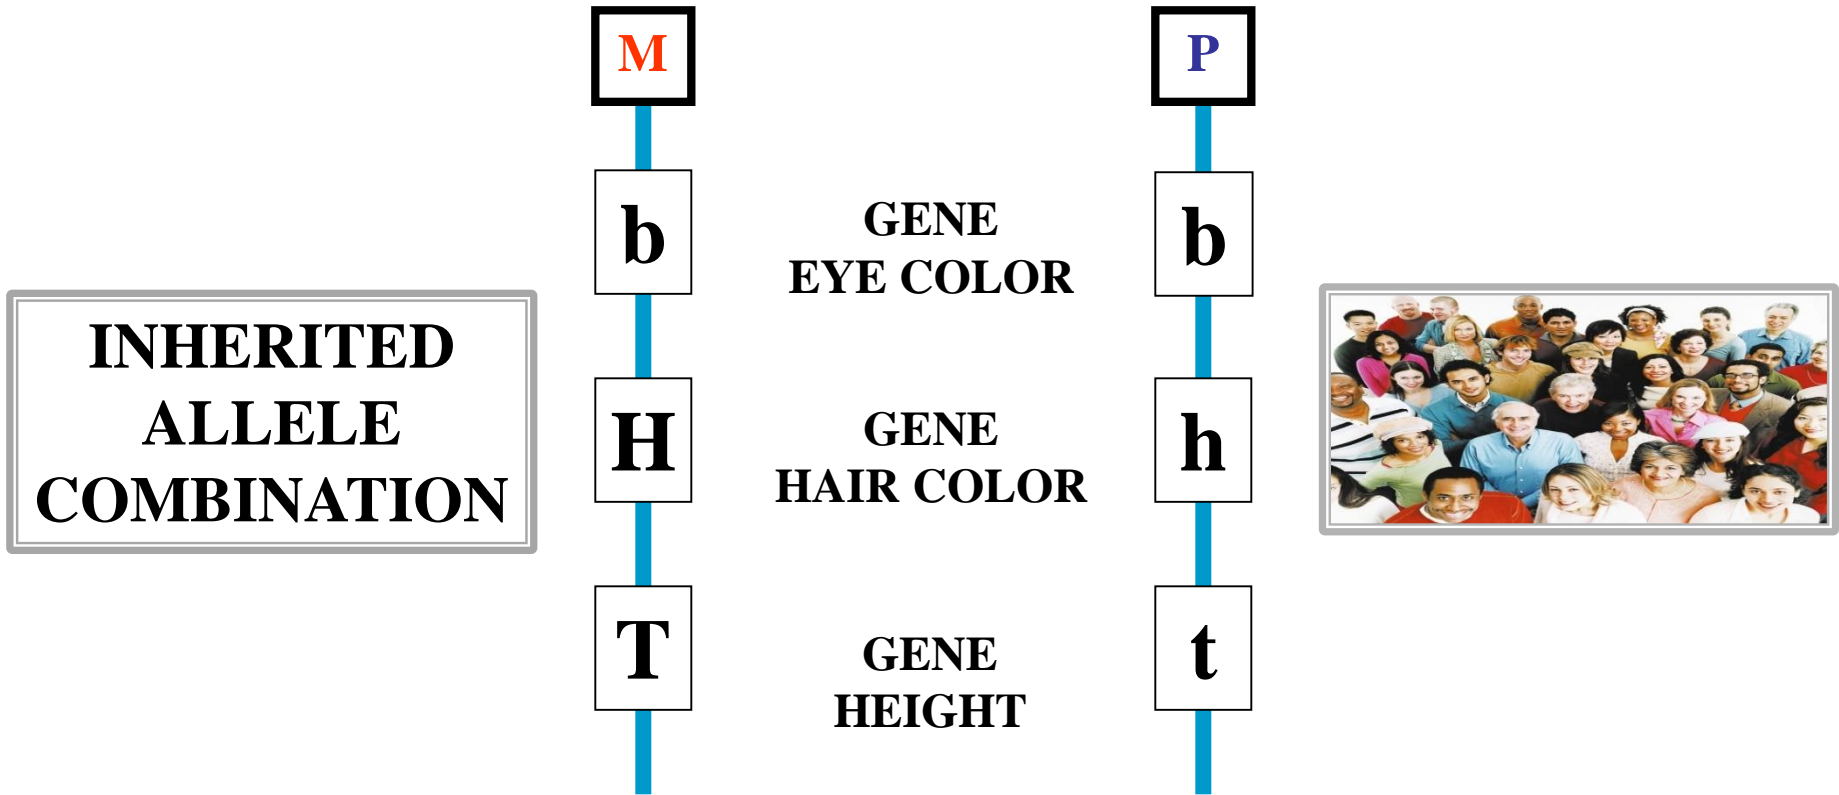 M
P
b
GENE
EYE COLOR
b
INHERITED
ALLELE
COMBINATION
H
GENE
HAIR COLOR
h
T
GENE
HEIGHT
t